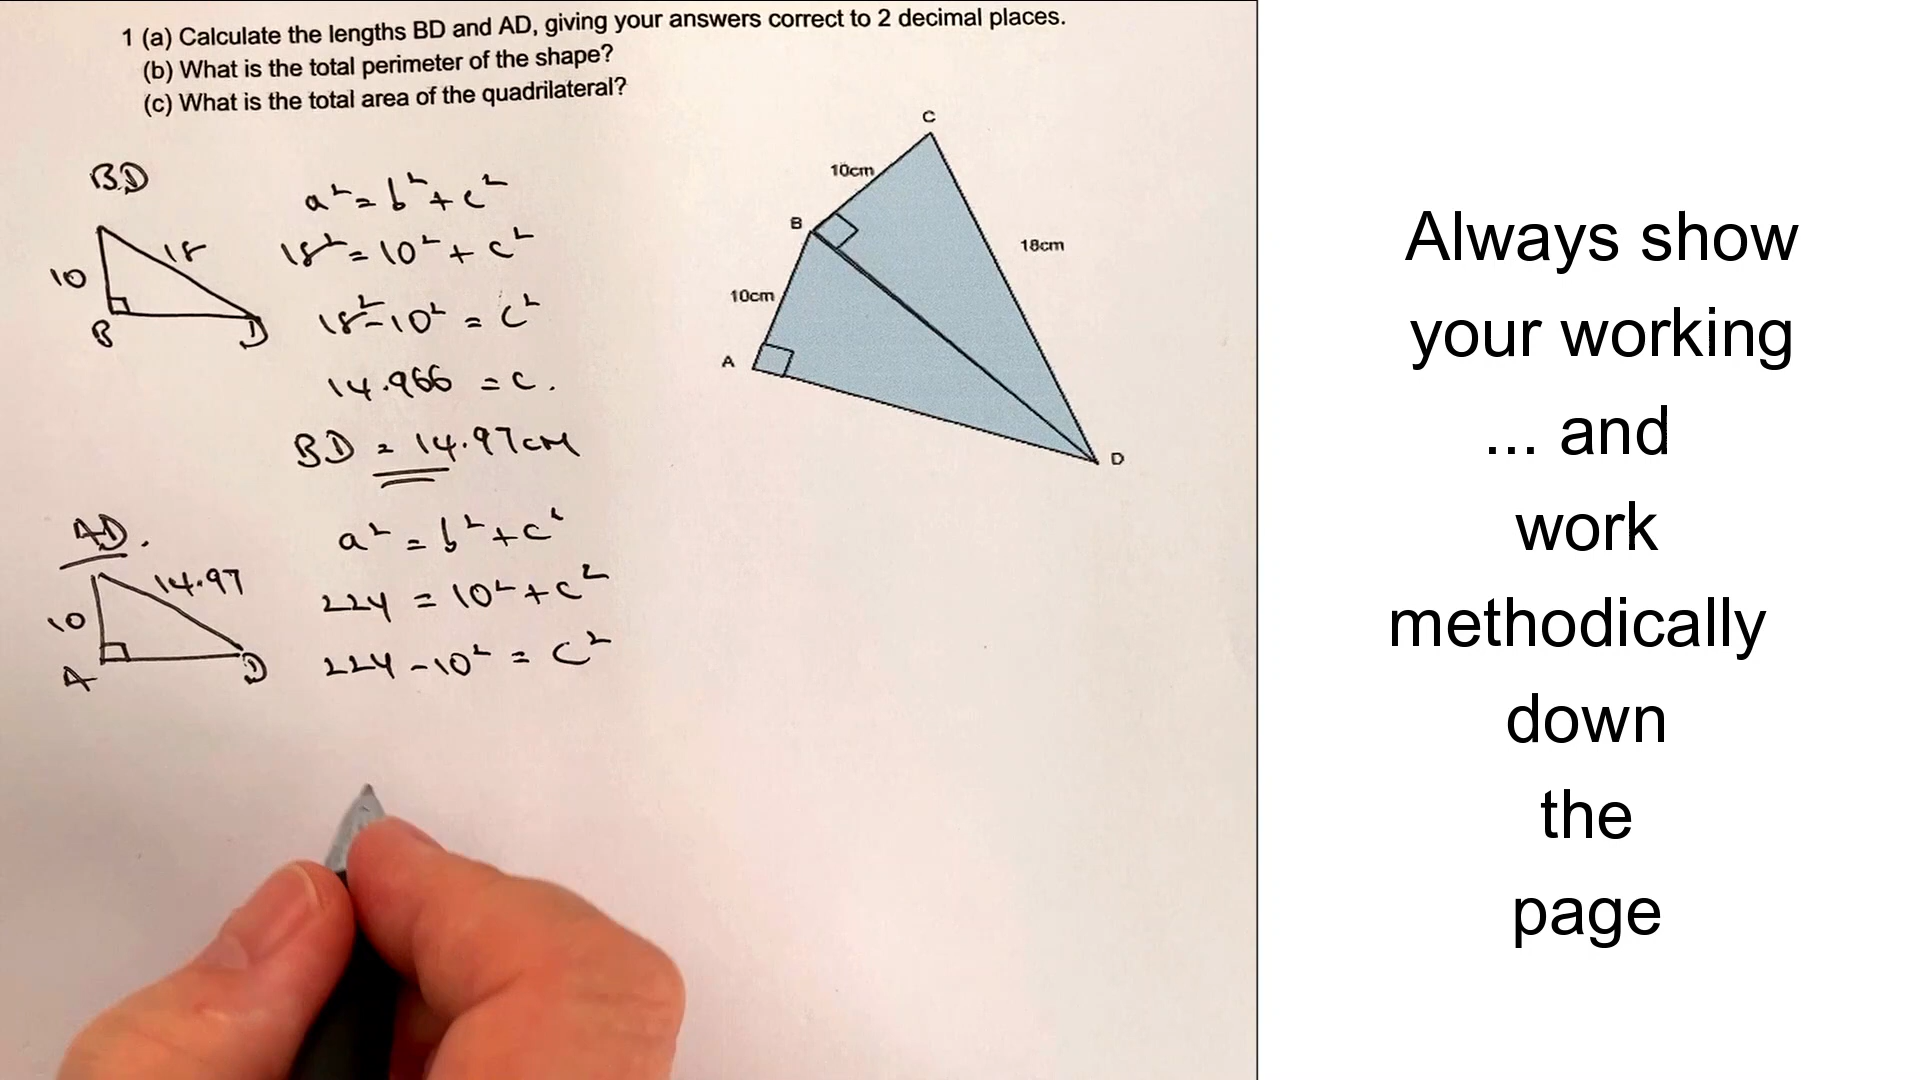 1 (a) Calculate the lengths BD and AD, giving your answers correct to 2 decimal places.
(b) What is the total perimeter of the shape?
(c) What is the total area of the quadrilateral?
BD
10
18
B
D
a² = b² + c²
18² = 10² + c²
18² - 10² = c²
14.966 = c.
BD = 14.97cm
AD.
10
14.97
A
D
a² = b² + c²
224 = 10² + c²
224 - 10² = c²
C
10cm
B
18cm
10cm
A
D
Always show
your working
... and
work
methodically
down
the
page